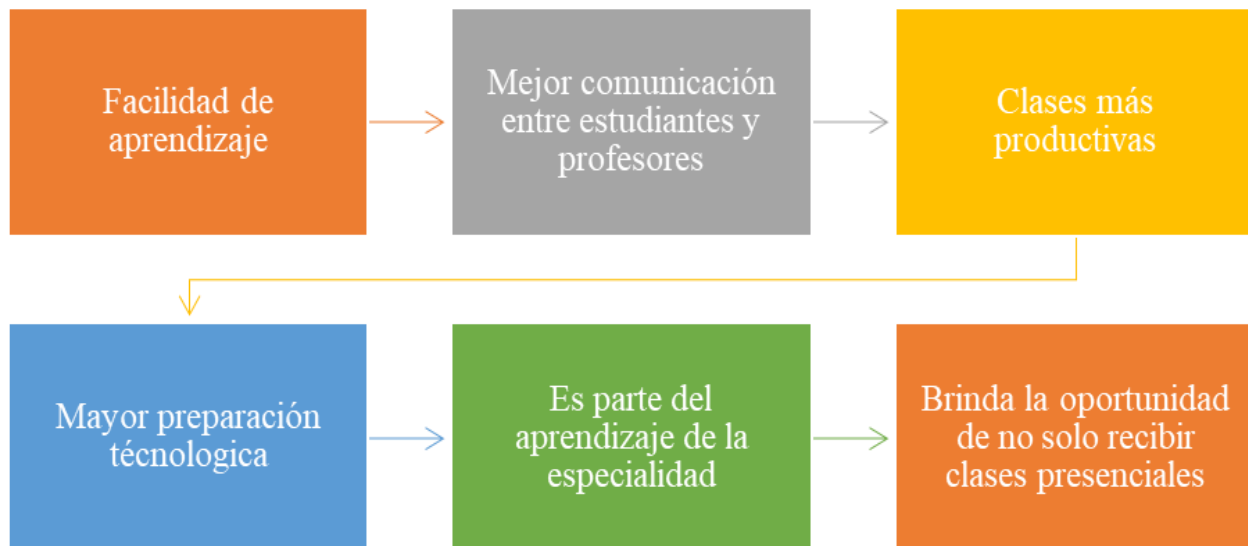 Facilidad de
aprendizaje
Mejor comunicación
entre estudiantes y
profesores
Clases más
productivas
Mayor preparación
técnologica
Es parte del
aprendizaje de la
especialidad
Brinda la oportunidad
de no solo recibir
clases presenciales